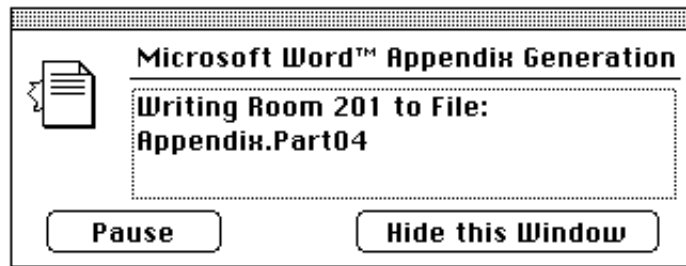 Microsoft Word™ Appendix Generation
Writing Room 201 to File:
Appendix.Part04
Pause
Hide this Window